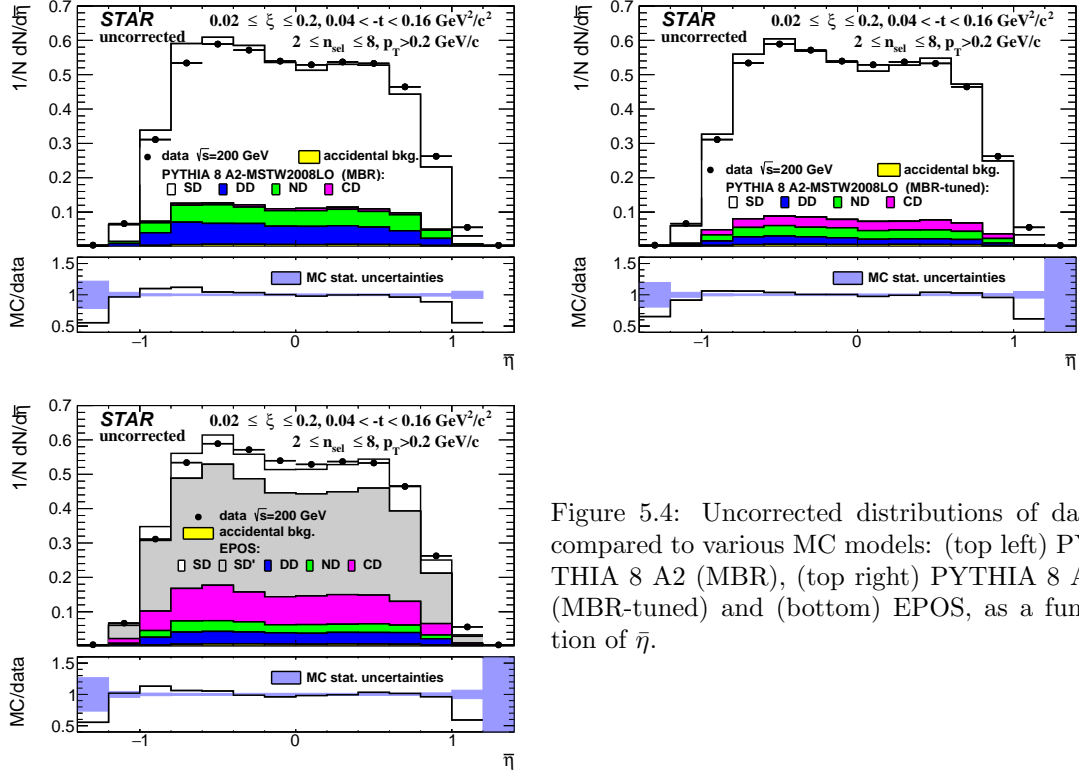 1/N dN/dη̅
0.7
0.6
0.5
0.4
0.3
0.2
0.1
STAR
uncorrected
0.02 ≤ ξ ≤0.2, 0.04 < -t < 0.16 GeV²/c²
2 ≤ n_sel ≤ 8, p_T>0.2 GeV/c
data √s=200 GeV
accidental bkg.
PYTHIA 8 A2-MSTW2008LO (MBR):
SD DD ND CD
MC/data
1.5
1
0.5
MC stat. uncertainties
−1 0 1
η̅
1/N dN/dη̅
0.7
0.6
0.5
0.4
0.3
0.2
0.1
STAR
uncorrected
0.02 ≤ ξ ≤0.2, 0.04 < -t < 0.16 GeV²/c²
2 ≤ n_sel ≤ 8, p_T>0.2 GeV/c
data √s=200 GeV
accidental bkg.
PYTHIA 8 A2-MSTW2008LO (MBR-tuned):
SD DD ND CD
MC/data
1.5
1
0.5
MC stat. uncertainties
−1 0 1
η̅
1/N dN/dη̅
0.7
0.6
0.5
0.4
0.3
0.2
0.1
STAR
uncorrected
0.02 ≤ ξ ≤0.2, 0.04 < -t < 0.16 GeV²/c²
2 ≤ n_sel ≤ 8, p_T>0.2 GeV/c
data √s=200 GeV
accidental bkg.
EPOS:
SD SD' DD ND CD
MC/data
1.5
1
0.5
MC stat. uncertainties
−1 0 1
η̅
Figure 5.4: Uncorrected distributions of da
compared to various MC models: (top left) PY
THIA 8 A2 (MBR), (top right) PYTHIA 8 A
(MBR-tuned) and (bottom) EPOS, as a fun
tion of η̄.